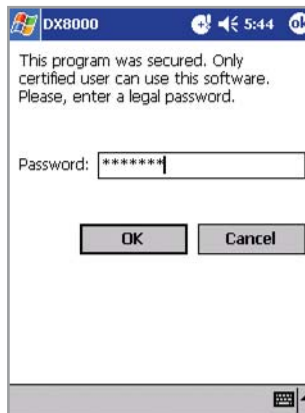 DX8000 5:44 ok
This program was secured. Only
certified user can use this software.
Please, enter a legal password.
Password: *******
OK Cancel